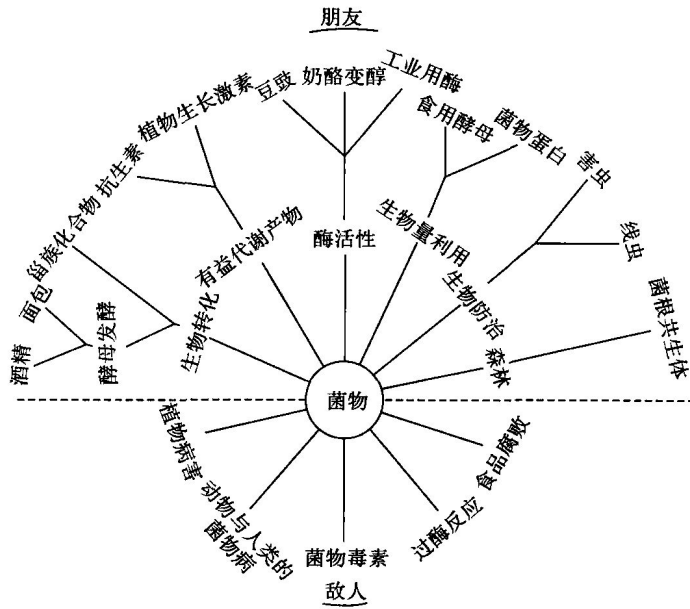 朋友
豆豉
奶酪变醇
工业用酶
植物生长激素
食用酵母
菌物蛋白
抗生素
害虫
甾族化合物
线虫
有益代谢产物
酶活性
生物量利用
面包
生物转化
生物防治
菌根共生体
酒精
酵母发酵
森林
菌物
植物病害
食品腐败
动物与人类的
菌物病
过酶反应
菌物毒素
敌人